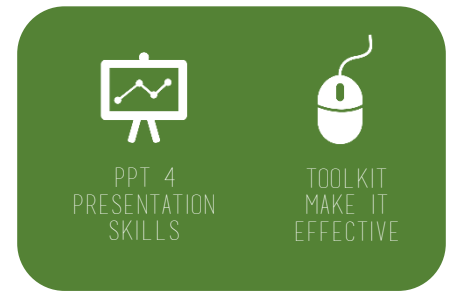 PPT 4
PRESENTATION
SKILLS
TOOLKIT
MAKE IT
EFFECTIVE